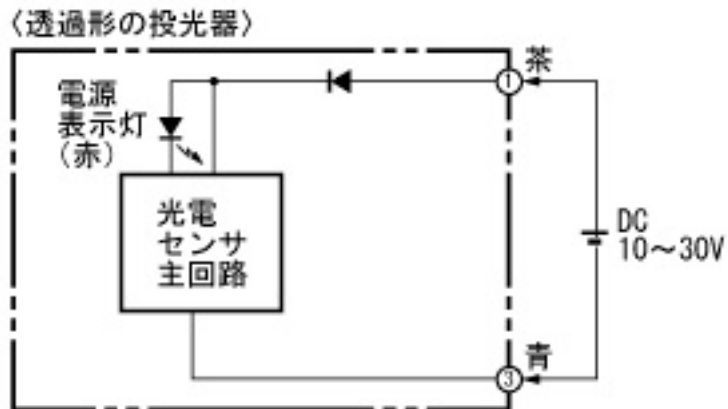 〈透過形の投光器〉
電源
表示灯
(赤)
光電
センサ
主回路
① 茶
DC
10～30V
③ 青